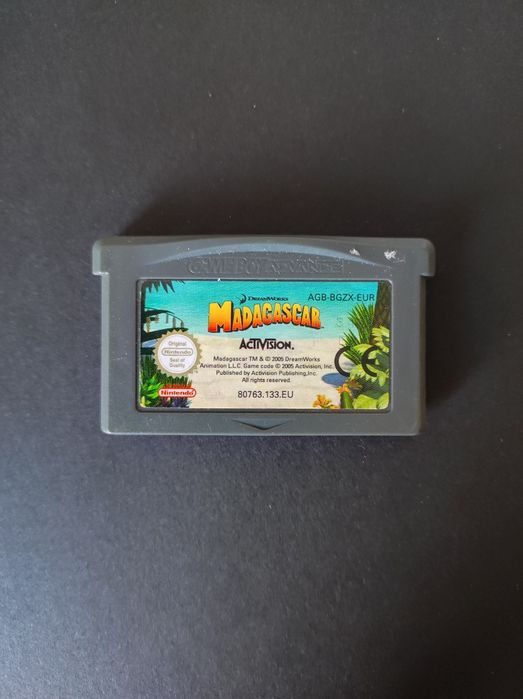 GAME BOY ADVANCE
DREAMWORKS
AGB-BGZX-EUR
MADAGASCAR
ACTIVISION.
Original
Nintendo
Seal of
Quality
Madagascar TM & © 2005 DreamWorks
Animation L.L.C. Game code © 2005 Activision, Inc.
Published by Activision Publishing,Inc.
All rights reserved.
CE
Nintendo
80763.133.EU